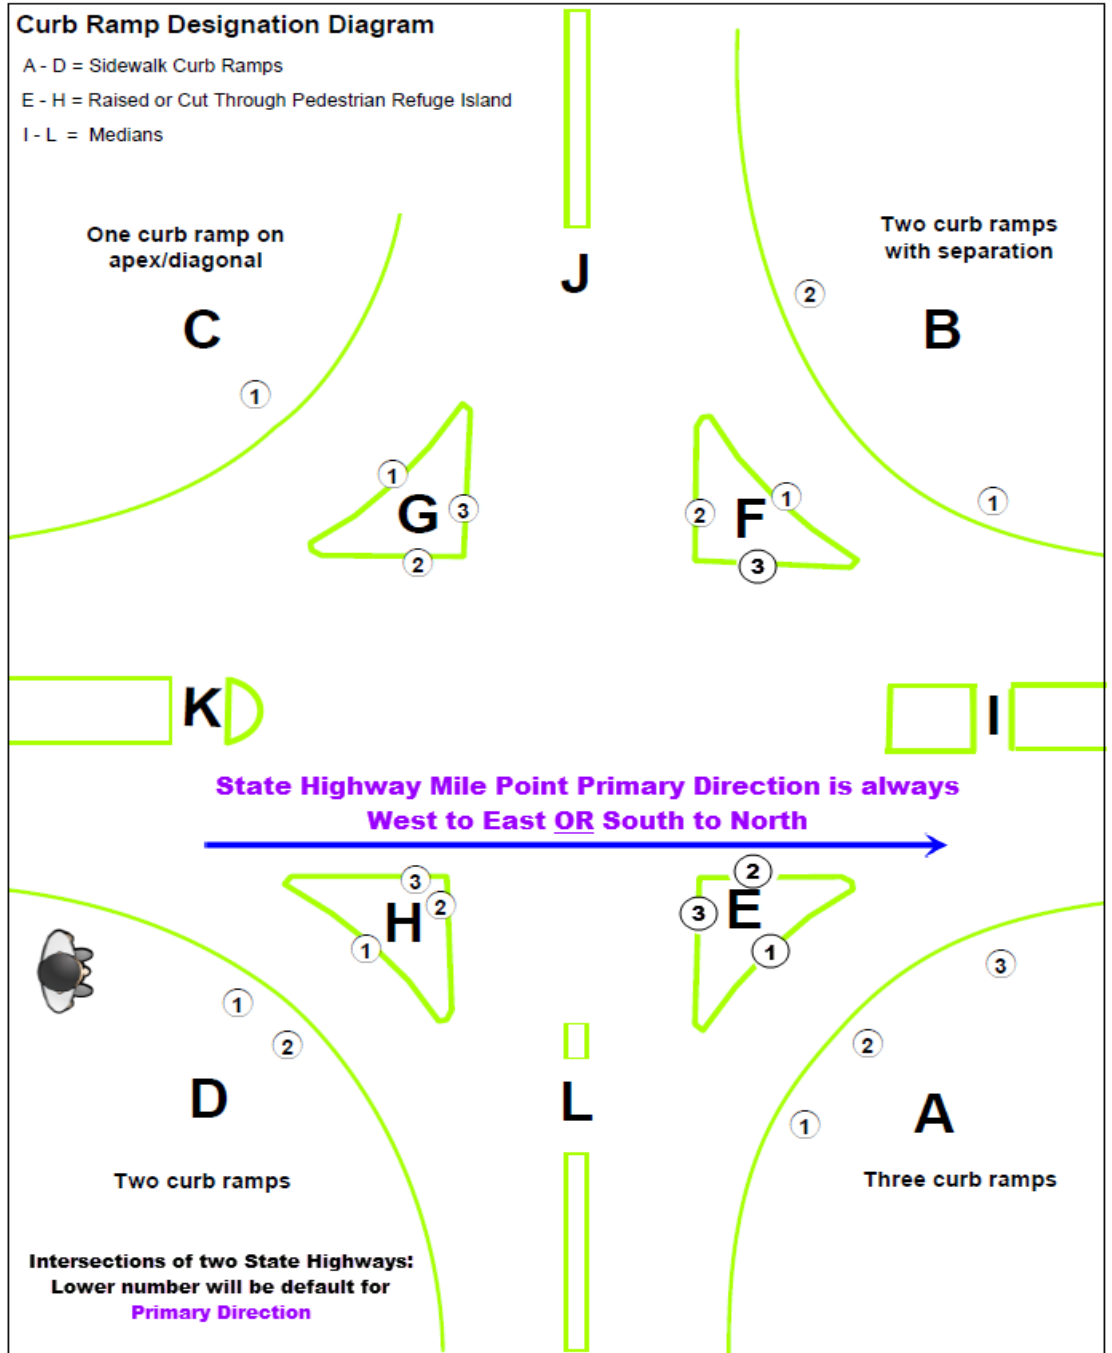 Curb Ramp Designation Diagram
A - D = Sidewalk Curb Ramps
E - H = Raised or Cut Through Pedestrian Refuge Island
I - L = Medians
One curb ramp on
apex/diagonal
C
1
J
Two curb ramps
with separation
B
2
1
1
G
3
2
1
F
2
3
K
I
State Highway Mile Point Primary Direction is always
West to East OR South to North
3
2
H
1
2
3
E
1
1
2
D
Two curb ramps
L
3
2
1
A
Three curb ramps
Intersections of two State Highways:
Lower number will be default for
Primary Direction